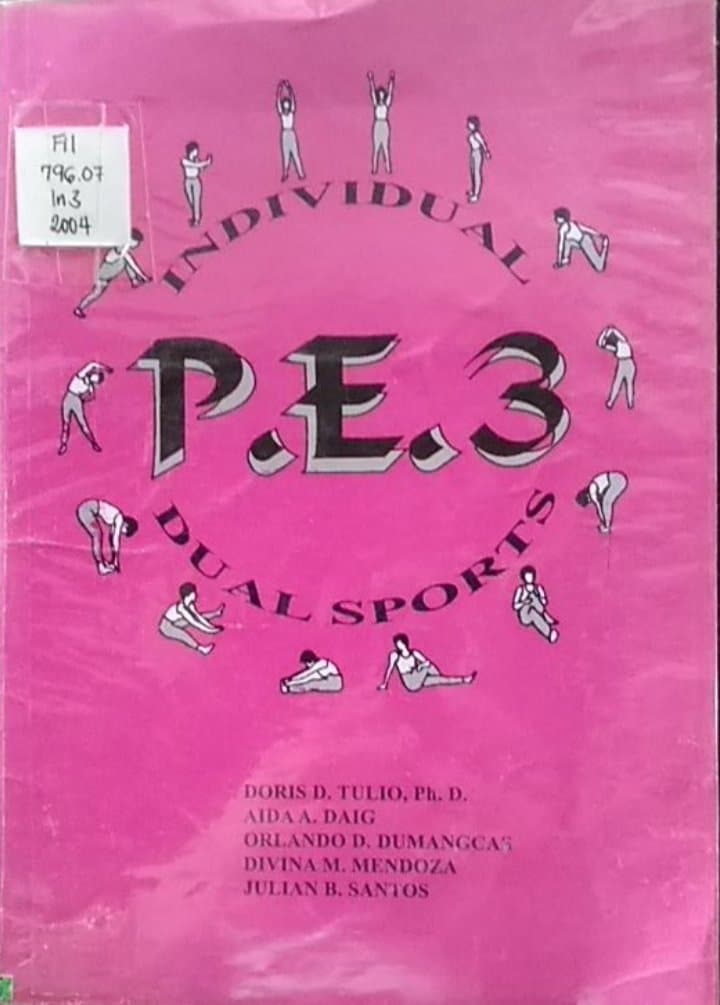 Fil
796.07
In3
2004
INDIVIDUAL
P.E.3
DUAL SPORTS
DORIS D. TULIO, Ph. D.
AIDA A. DAIG
ORLANDO D. DUMANGCAS
DIVINA M. MENDOZA
JULIAN B. SANTOS